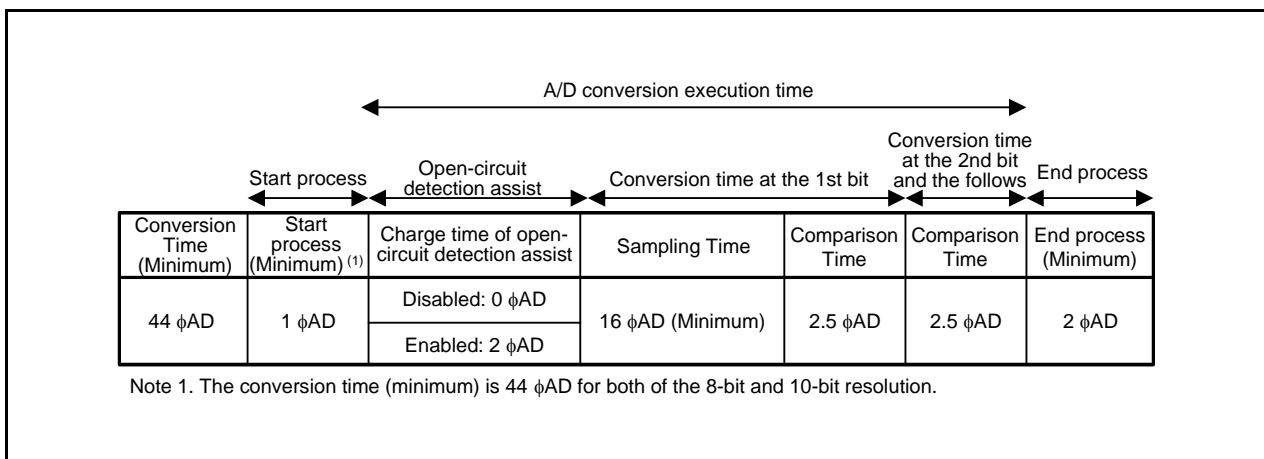 A/D conversion execution time
Start process
Open-circuit
detection assist
Conversion time at the 1st bit
Conversion time
at the 2nd bit
and the follows
End process
Conversion
Time
(Minimum)
Start
process
(Minimum) (1)
Charge time of open-
circuit detection assist
Sampling Time
Comparison
Time
Comparison
Time
End process
(Minimum)
44 ϕAD
1 ϕAD
Disabled: 0 ϕAD
Enabled: 2 ϕAD
16 ϕAD (Minimum)
2.5 ϕAD
2.5 ϕAD
2 ϕAD
Note 1. The conversion time (minimum) is 44 ϕAD for both of the 8-bit and 10-bit resolution.